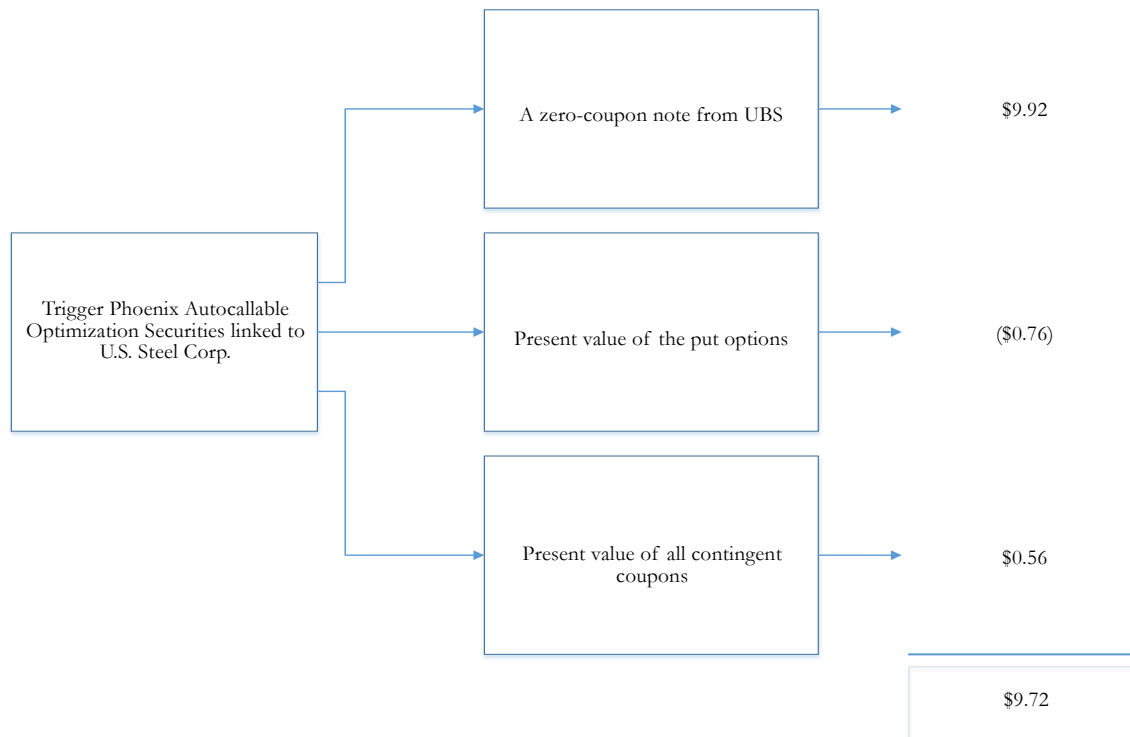 A zero-coupon note from UBS
$9.92
Trigger Phoenix Autocallable
Optimization Securities linked to
U.S. Steel Corp.
Present value of the put options
($0.76)
Present value of all contingent
coupons
$0.56
$9.72